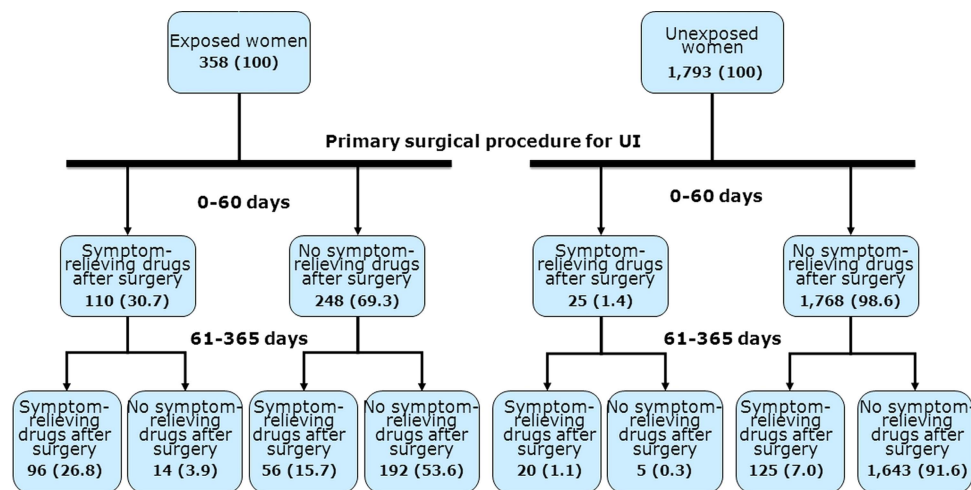 Exposed women
358 (100)
Unexposed
women
1,793 (100)
Primary surgical procedure for UI
0-60 days
0-60 days
Symptom-
relieving drugs
after surgery
110 (30.7)
No symptom-
relieving drugs
after surgery
248 (69.3)
Symptom-
relieving drugs
after surgery
25 (1.4)
No symptom-
relieving drugs
after surgery
1,768 (98.6)
61-365 days
61-365 days
Symptom-
relieving
drugs after
surgery
96 (26.8)
No symptom-
relieving
drugs after
surgery
14 (3.9)
Symptom-
relieving
drugs after
surgery
56 (15.7)
No symptom-
relieving
drugs after
surgery
192 (53.6)
Symptom-
relieving
drugs after
surgery
20 (1.1)
No symptom-
relieving
drugs after
surgery
5 (0.3)
Symptom-
relieving
drugs after
surgery
125 (7.0)
No symptom-
relieving
drugs after
surgery
1,643 (91.6)